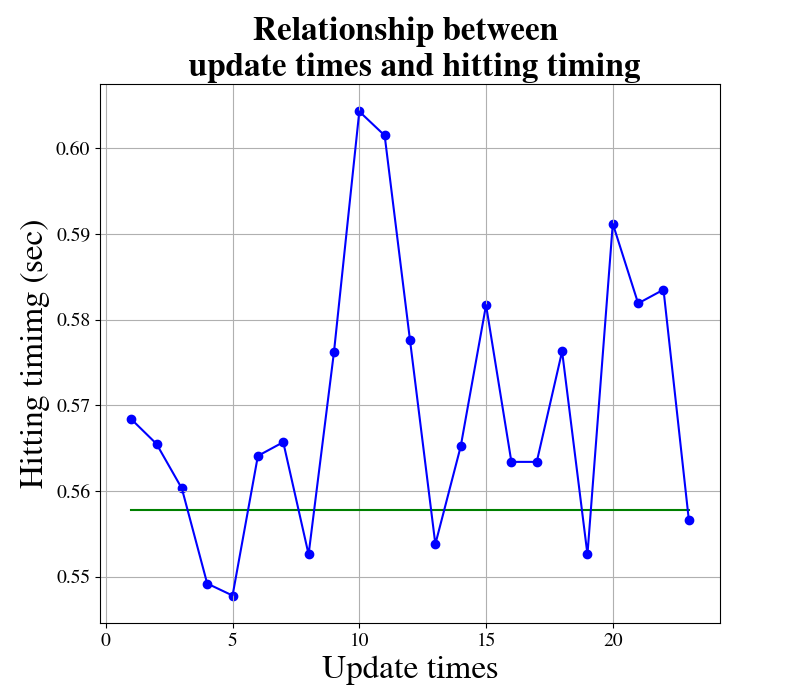 Relationship between
update times and hitting timing
Hitting timimg (sec)
0.60
0.59
0.58
0.57
0.56
0.55
0 5 10 15 20
Update times